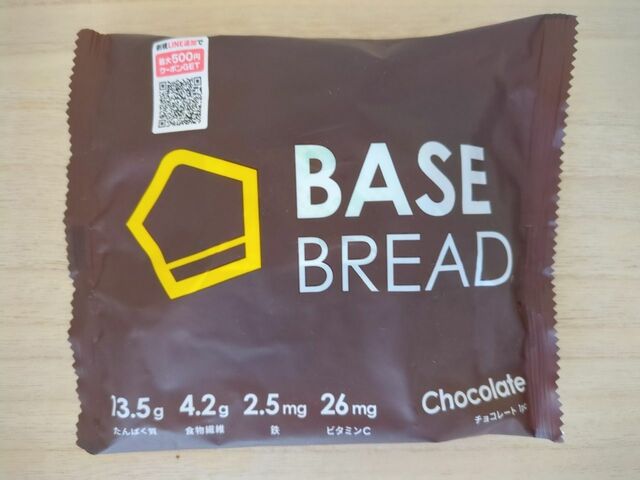 新規LINE追加で
最大500円
クーポンGET
BASE
BREAD
13.5g 4.2g 2.5mg 26mg
たんぱく質 食物繊維 鉄 ビタミンC
Chocolate
チョコレート